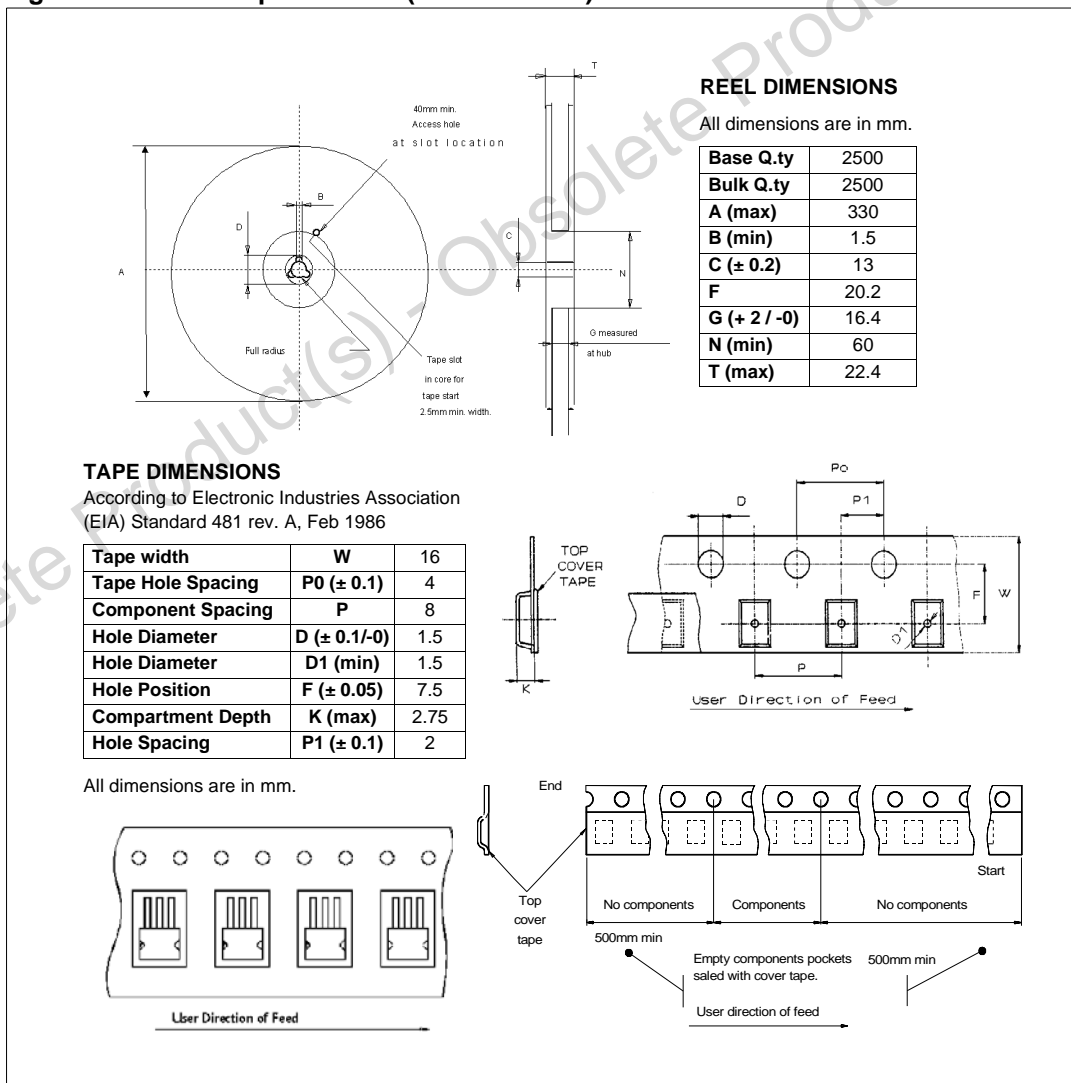 REEL DIMENSIONS
All dimensions are in mm.
Base Q.ty 2500
Bulk Q.ty 2500
A (max) 330
B (min) 1.5
C (± 0.2) 13
F 20.2
G (+ 2 / -0) 16.4
N (min) 60
T (max) 22.4
T
40mm min.
Access hole
at slot location
B
D
A
C
N
G measured
at hub
Full radius
Tape slot
in core for
tape start
2.5mm min. width.
TAPE DIMENSIONS
According to Electronic Industries Association
(EIA) Standard 481 rev. A, Feb 1986
Tape width W 16
Tape Hole Spacing P0 (± 0.1) 4
Component Spacing P 8
Hole Diameter D (± 0.1/-0) 1.5
Hole Diameter D1 (min) 1.5
Hole Position F (± 0.05) 7.5
Compartment Depth K (max) 2.75
Hole Spacing P1 (± 0.1) 2
All dimensions are in mm.
TOP
COVER
TAPE
K
Po
D
P1
F
W
D1
P
User Direction of Feed
End
Start
Top
cover
tape
No components
Components
No components
500mm min
Empty components pockets
saled with cover tape.
500mm min
User direction of feed
User Direction of Feed
Product(s) - Obsolete